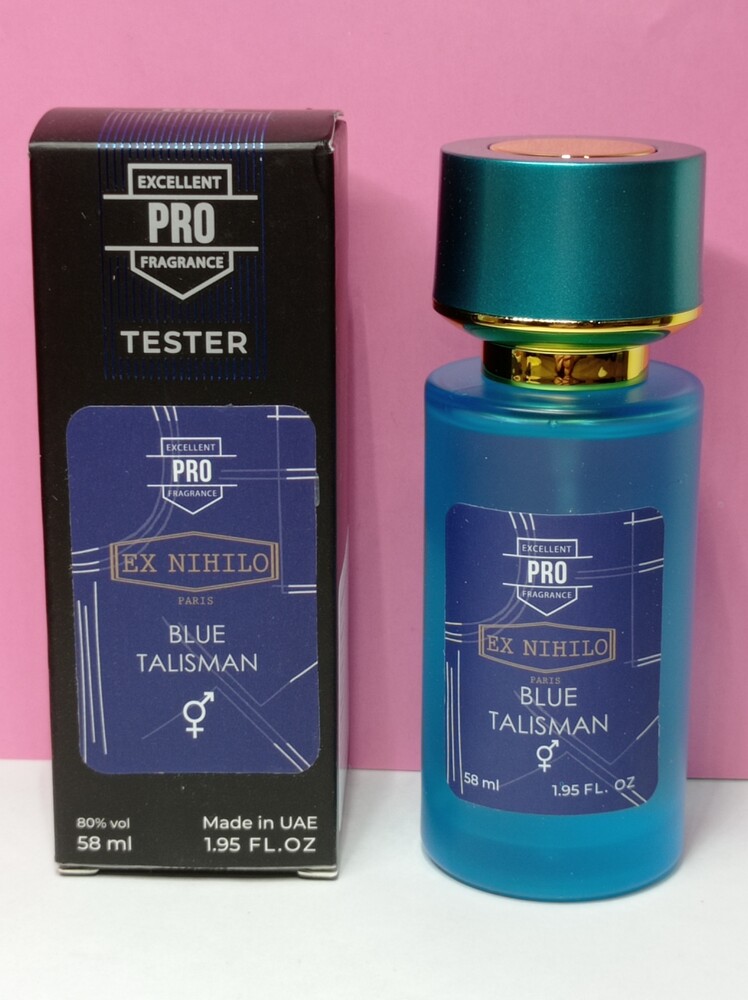 EXCELLENT
PRO
FRAGRANCE
TESTER
EXCELLENT
PRO
FRAGRANCE
EX NIHILO
PARIS
BLUE
TALISMAN
80% vol
58 ml
Made in UAE
1.95 FL.OZ
EXCELLENT
PRO
FRAGRANCE
EX NIHILO
PARIS
BLUE
TALISMAN
58 ml
1.95 FL. OZ